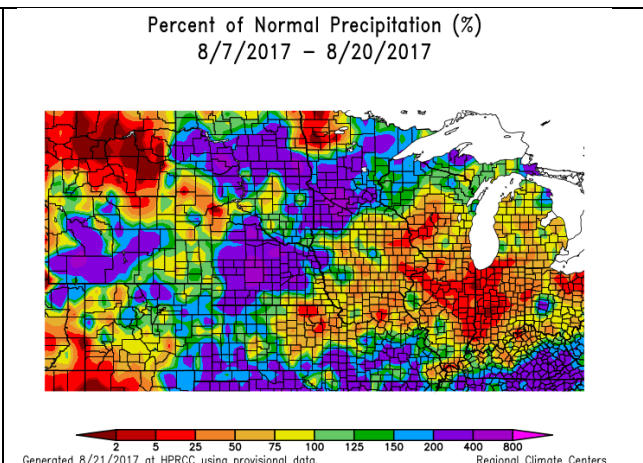 Percent of Normal Precipitation (%)
8/7/2017 – 8/20/2017
2 5 25 50 75 100 125 150 200 400 800
Generated 8/21/2017 at HPRCC using provisional data. Regional Climate Centers